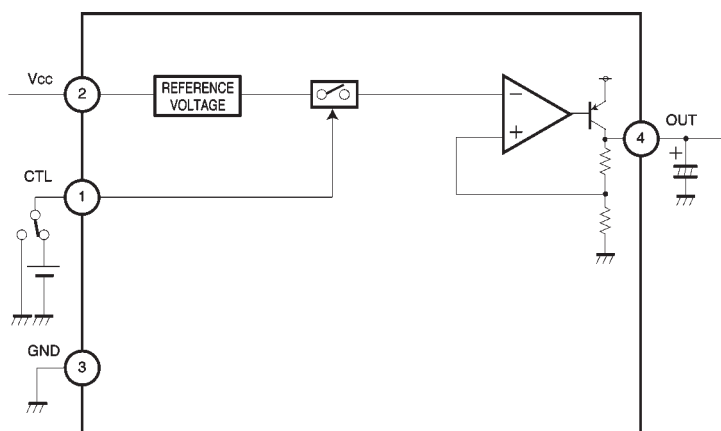 Vcc
2
REFERENCE
VOLTAGE
−
+
4
OUT
+
CTL
1
GND
3